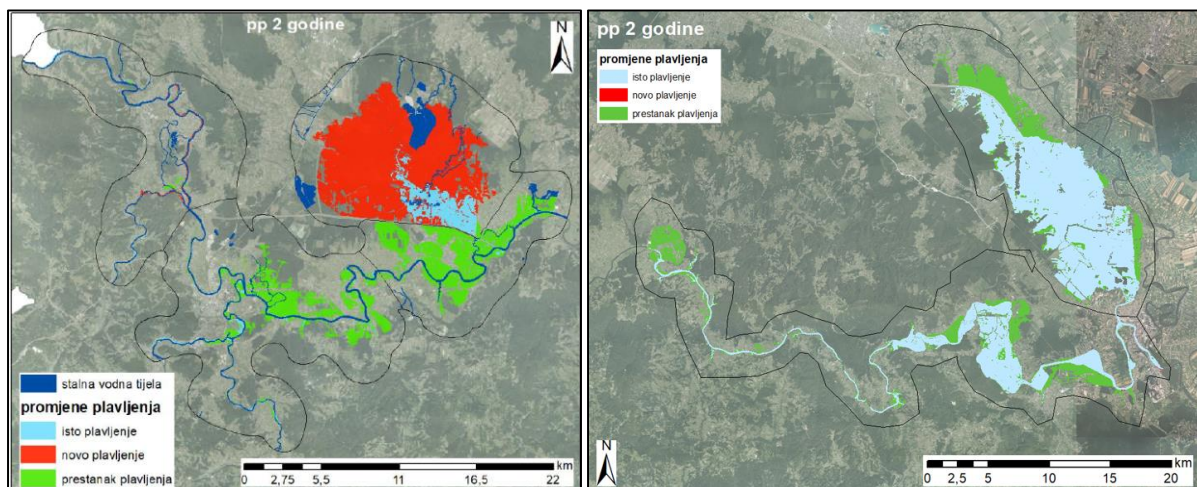 pp 2 godine
N
stalna vodna tijela
promjene plavljenja
isto plavljenje
novo plavljenje
prestanak plavljenja
km
0 2,75 5,5 11 16,5 22
pp 2 godine
promjene plavljenja
isto plavljenje
novo plavljenje
prestanak plavljenja
N
km
0 2,5 5 10 15 20